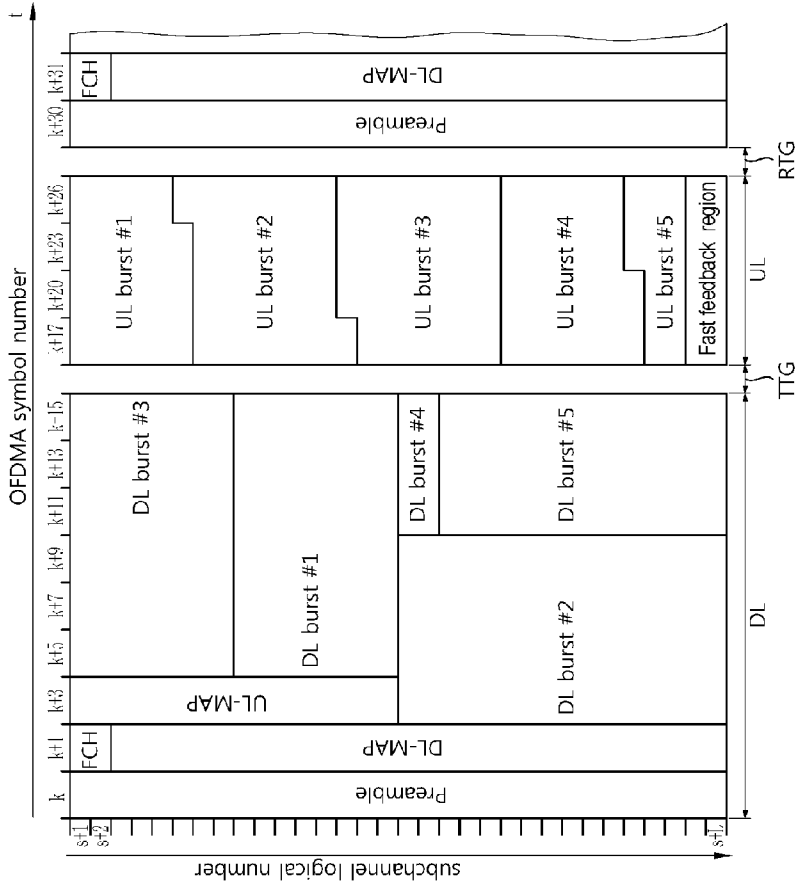 OFDMA symbol number
t
k
k+1
k+3
k+5
k+7
k+9
k+11
k+13
k+15
k+17
k+20
k+23
k+26
k+30
k+31
subchannel logical number
s+1
s+2
s+L
Preamble
FCH
DL-MAP
UL-MAP
DL burst #3
DL burst #1
DL burst #2
DL burst #4
DL burst #5
UL burst #1
UL burst #2
UL burst #3
UL burst #4
UL burst #5
Fast feedback region
Preamble
FCH
DL-MAP
DL
TTG
UL
RTG